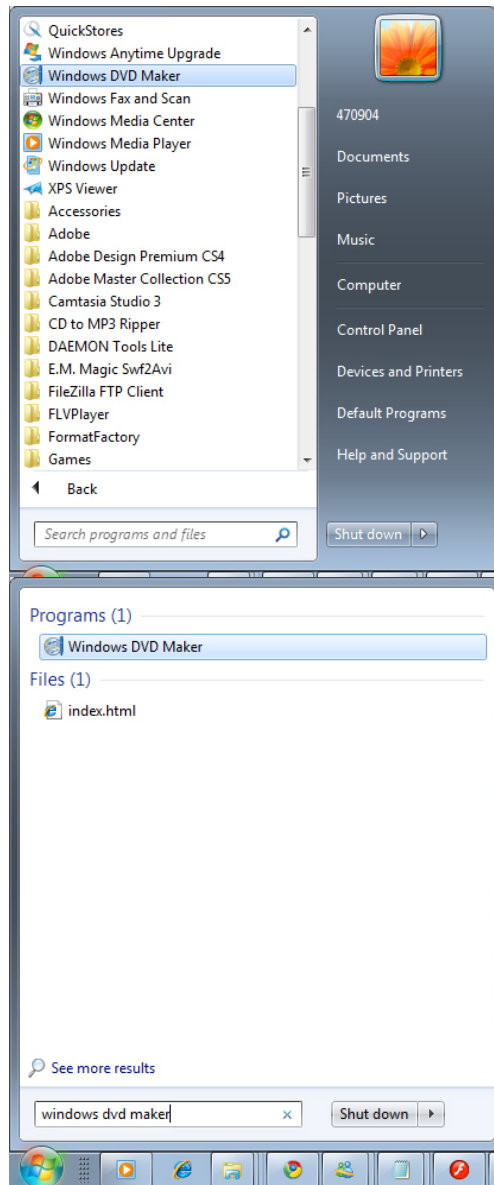 QuickStores
Windows Anytime Upgrade
Windows DVD Maker
Windows Fax and Scan
Windows Media Center
Windows Media Player
Windows Update
XPS Viewer
Accessories
Adobe
Adobe Design Premium CS4
Adobe Master Collection CS5
Camtasia Studio 3
CD to MP3 Ripper
DAEMON Tools Lite
E.M. Magic Swf2Avi
FileZilla FTP Client
FLVPlayer
FormatFactory
Games
Back
Search programs and files
470904
Documents
Pictures
Music
Computer
Control Panel
Devices and Printers
Default Programs
Help and Support
Shut down
Programs (1)
Windows DVD Maker
Files (1)
index.html
See more results
windows dvd maker
Shut down